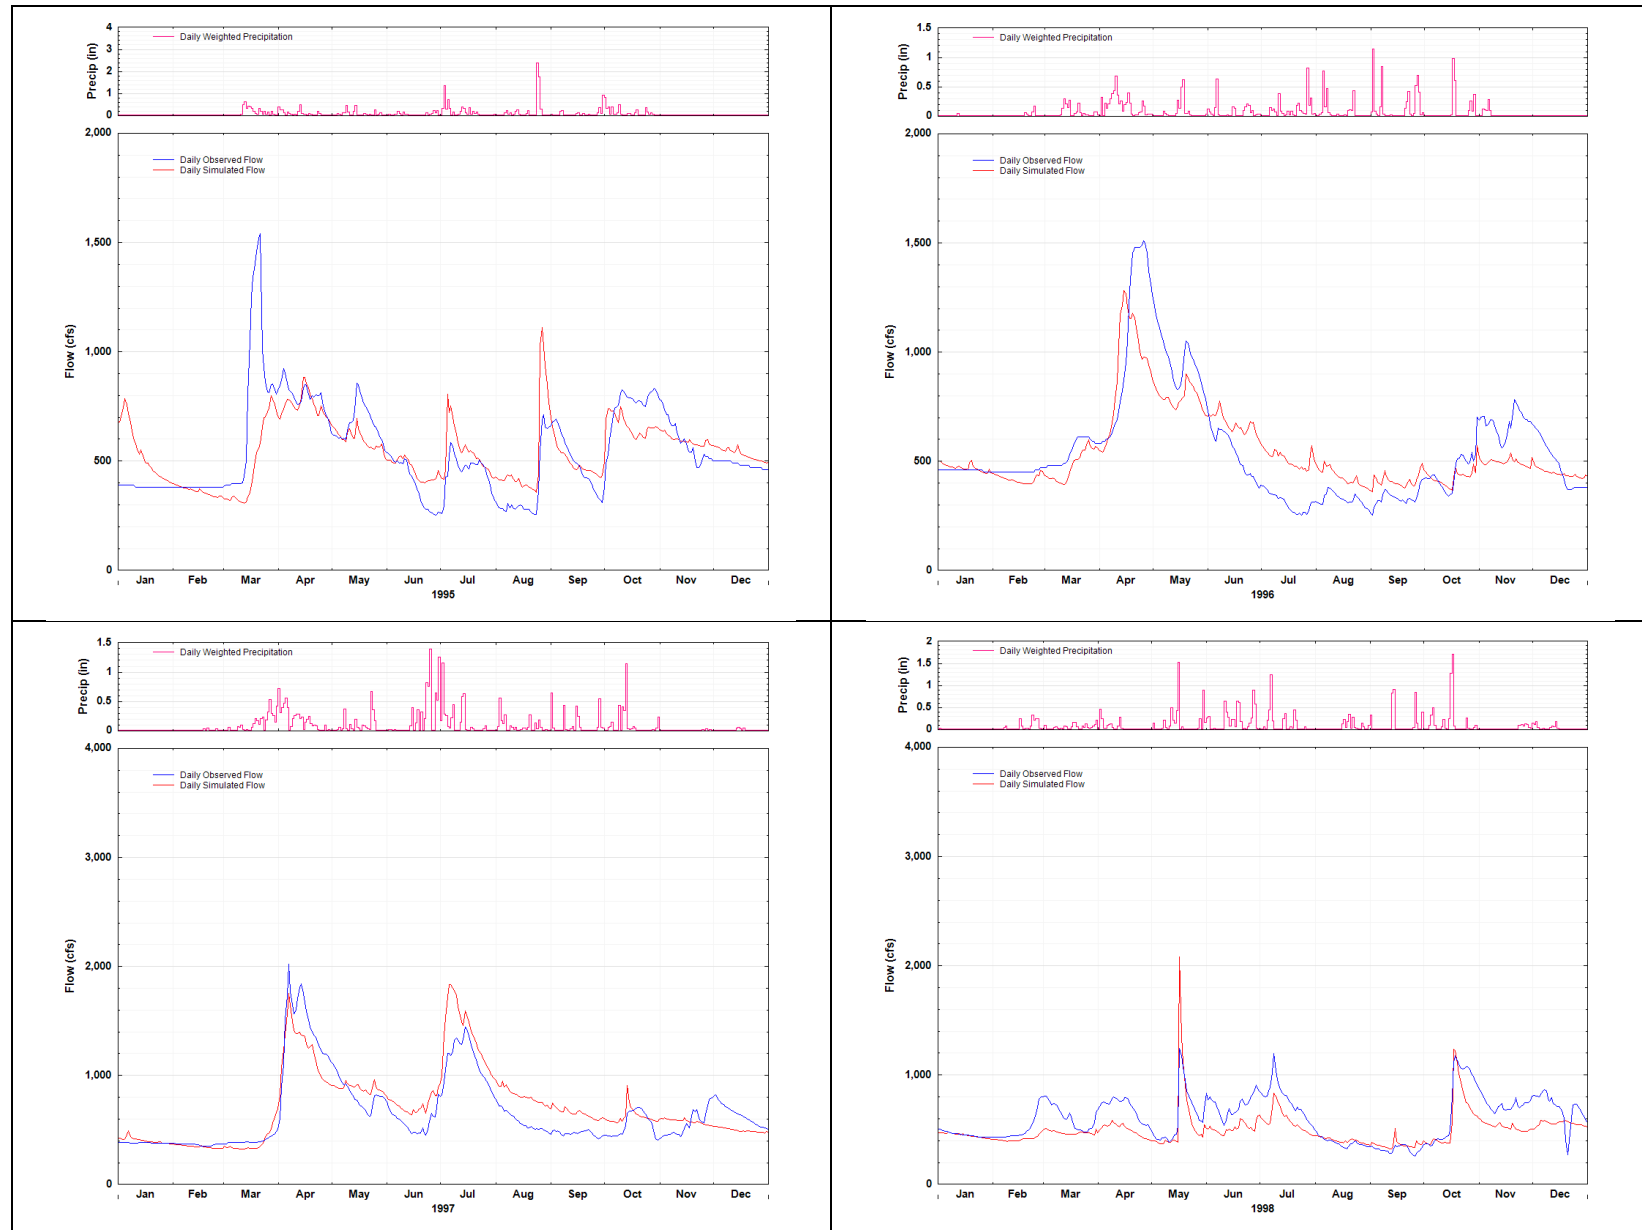 Daily Weighted Precipitation
Precip (in)
4
3
2
1
0
Daily Observed Flow
Daily Simulated Flow
Flow (cfs)
2,000
1,500
1,000
500
0
Jan Feb Mar Apr May Jun Jul Aug Sep Oct Nov Dec
1995
Daily Weighted Precipitation
Precip (in)
1.5
1
0.5
0
Daily Observed Flow
Daily Simulated Flow
Flow (cfs)
2,000
1,500
1,000
500
0
Jan Feb Mar Apr May Jun Jul Aug Sep Oct Nov Dec
1996
Daily Weighted Precipitation
Precip (in)
1.5
1
0.5
0
Daily Observed Flow
Daily Simulated Flow
Flow (cfs)
4,000
3,000
2,000
1,000
0
Jan Feb Mar Apr May Jun Jul Aug Sep Oct Nov Dec
1997
Daily Weighted Precipitation
Precip (in)
2
1.5
1
0.5
0
Daily Observed Flow
Daily Simulated Flow
Flow (cfs)
4,000
3,000
2,000
1,000
0
Jan Feb Mar Apr May Jun Jul Aug Sep Oct Nov Dec
1998